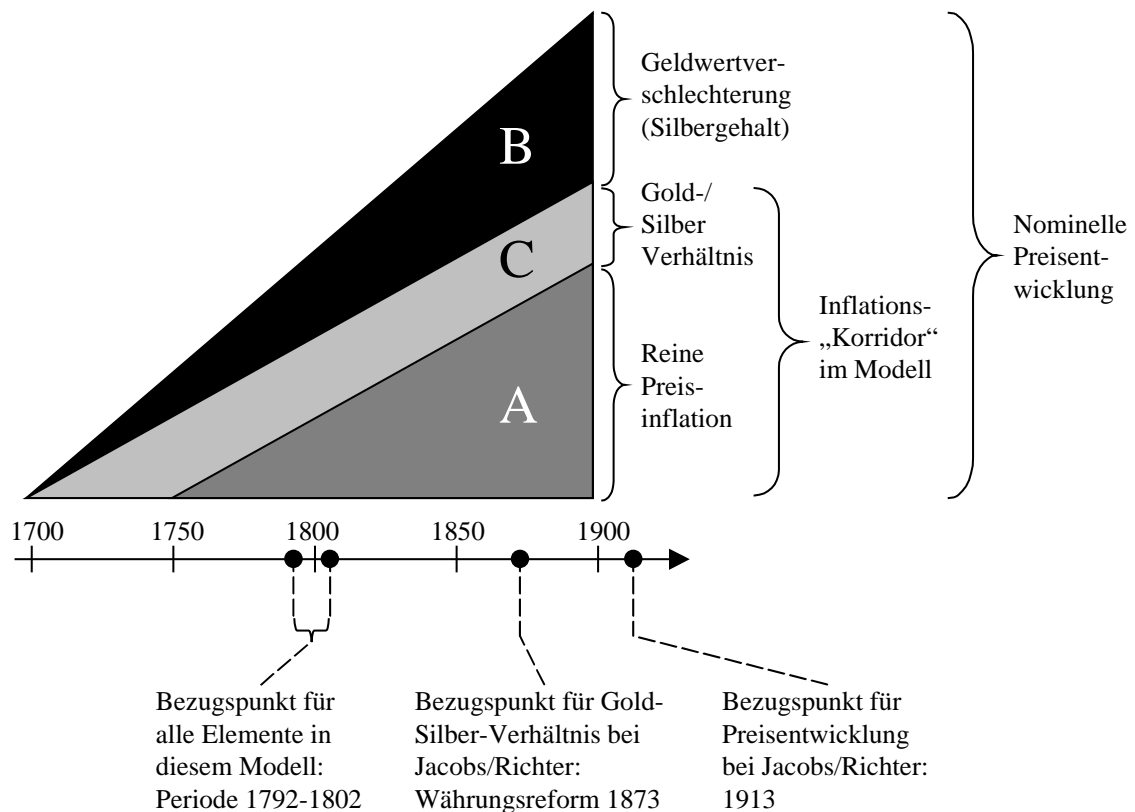 B
C
A
Geldwertver-
schlechterung
(Silbergehalt)
Gold-/
Silber
Verhältnis
Reine
Preis-
inflation
Inflations-
„Korridor“
im Modell
Nominelle
Preisent-
wicklung
1700 1750 1800 1850 1900
Bezugspunkt für
alle Elemente in
diesem Modell:
Periode 1792-1802
Bezugspunkt für Gold-
Silber-Verhältnis bei
Jacobs/Richter:
Währungsreform 1873
Bezugspunkt für
Preisentwicklung
bei Jacobs/Richter:
1913